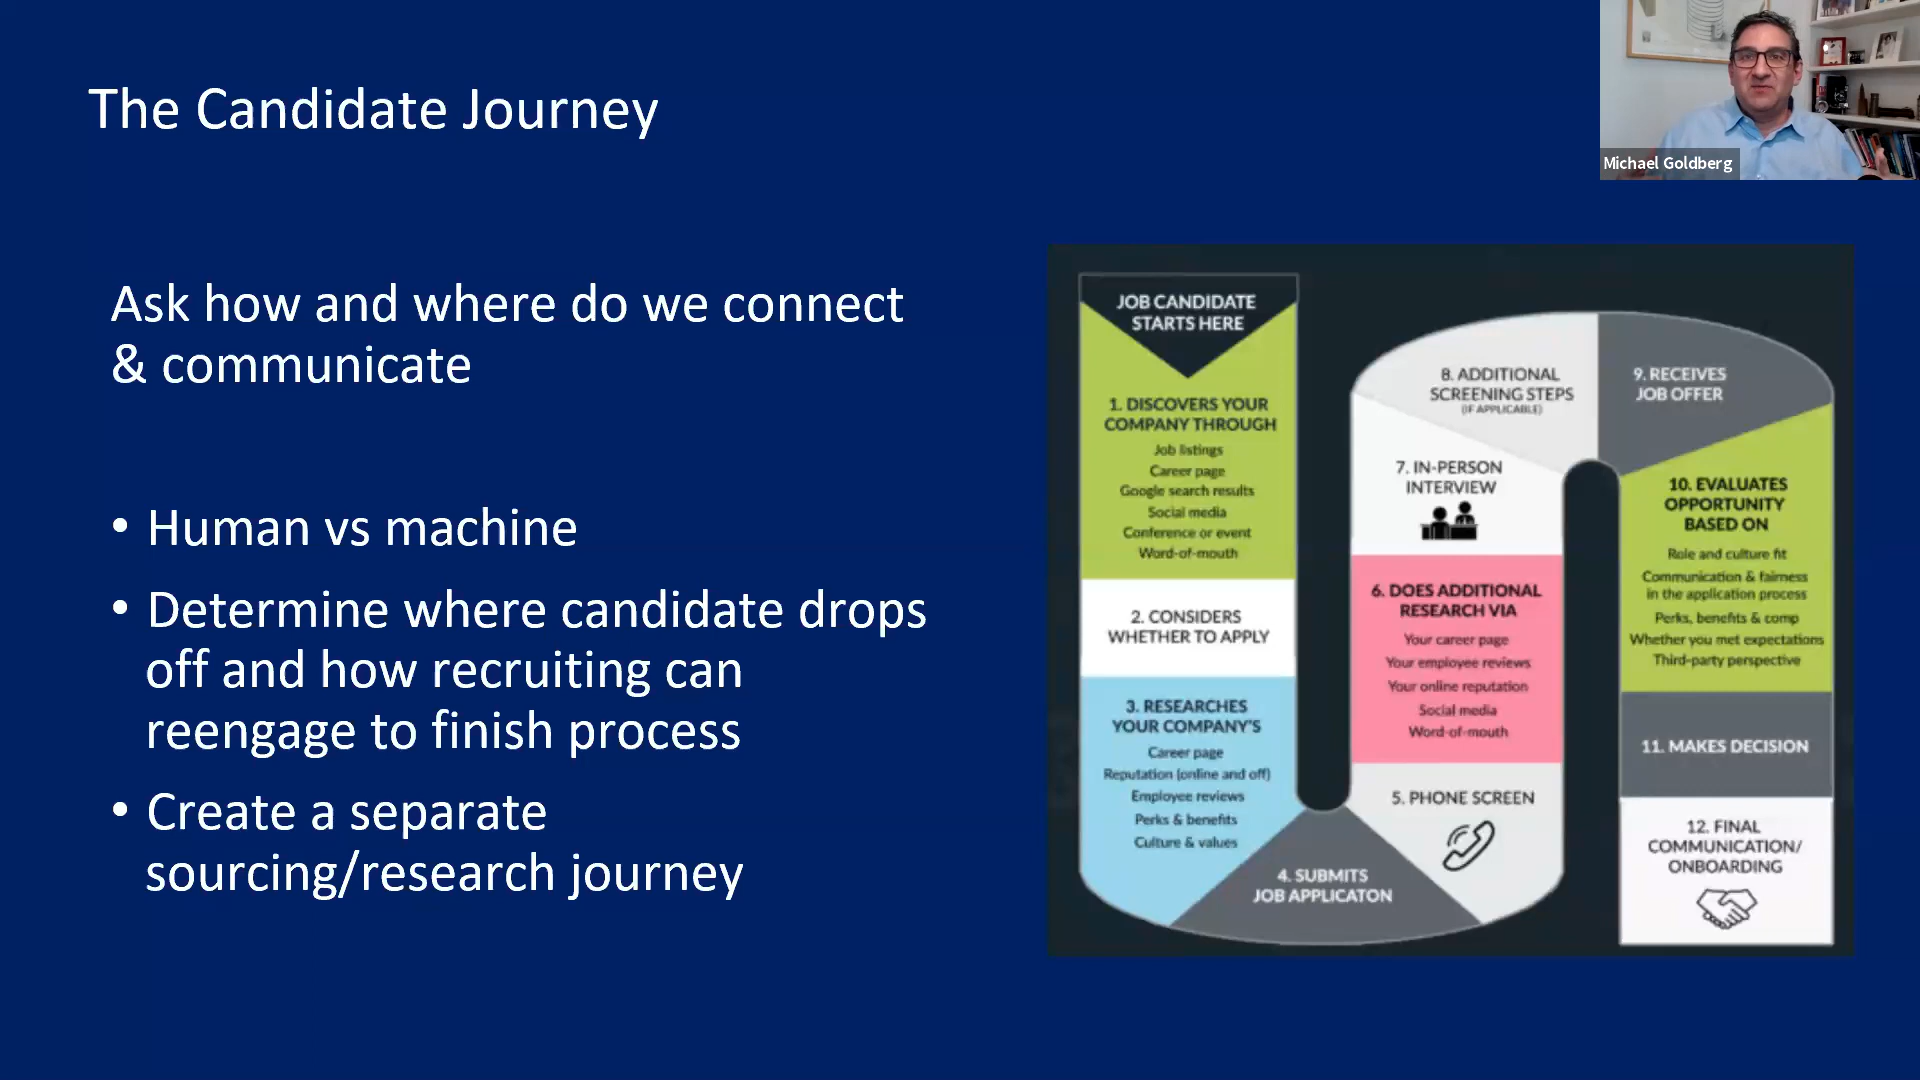 The Candidate Journey
Michael Goldberg
Ask how and where do we connect
& communicate
• Human vs machine
• Determine where candidate drops
off and how recruiting can
reengage to finish process
• Create a separate
sourcing/research journey
JOB CANDIDATE
STARTS HERE
1. DISCOVERS YOUR
COMPANY THROUGH
Job listings
Career page
Google search results
Social media
Conference or event
Word-of-mouth
2. CONSIDERS
WHETHER TO APPLY
3. RESEARCHES
YOUR COMPANY'S
Career page
Reputation (online and off)
Employee reviews
Perks & benefits
Culture & values
4. SUBMITS
JOB APPLICATON
5. PHONE SCREEN
6. DOES ADDITIONAL
RESEARCH VIA
Your career page
Your employee reviews
Your online reputation
Social media
Word-of-mouth
7. IN-PERSON
INTERVIEW
8. ADDITIONAL
SCREENING STEPS
(IF APPLICABLE)
9. RECEIVES
JOB OFFER
10. EVALUATES
OPPORTUNITY
BASED ON
Role and culture fit
Communication & fairness
in the application process
Perks, benefits & comp
Whether you met expectations
Third-party perspective
11. MAKES DECISION
12. FINAL
COMMUNICATION/
ONBOARDING